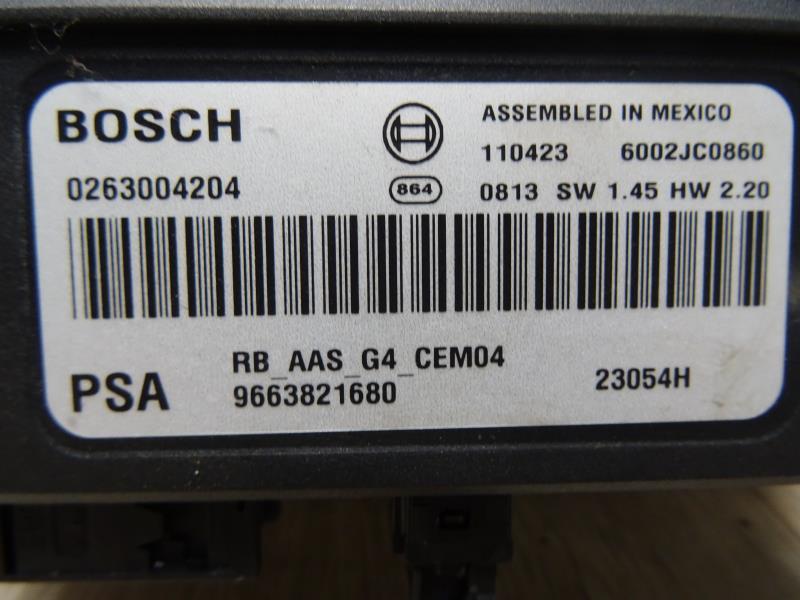 BOSCH
ASSEMBLED IN MEXICO
110423 6002JC0860
0263004204
864
0813 SW 1.45 HW 2.20
RB_AAS_G4_CEM04
PSA 9663821680 23054H